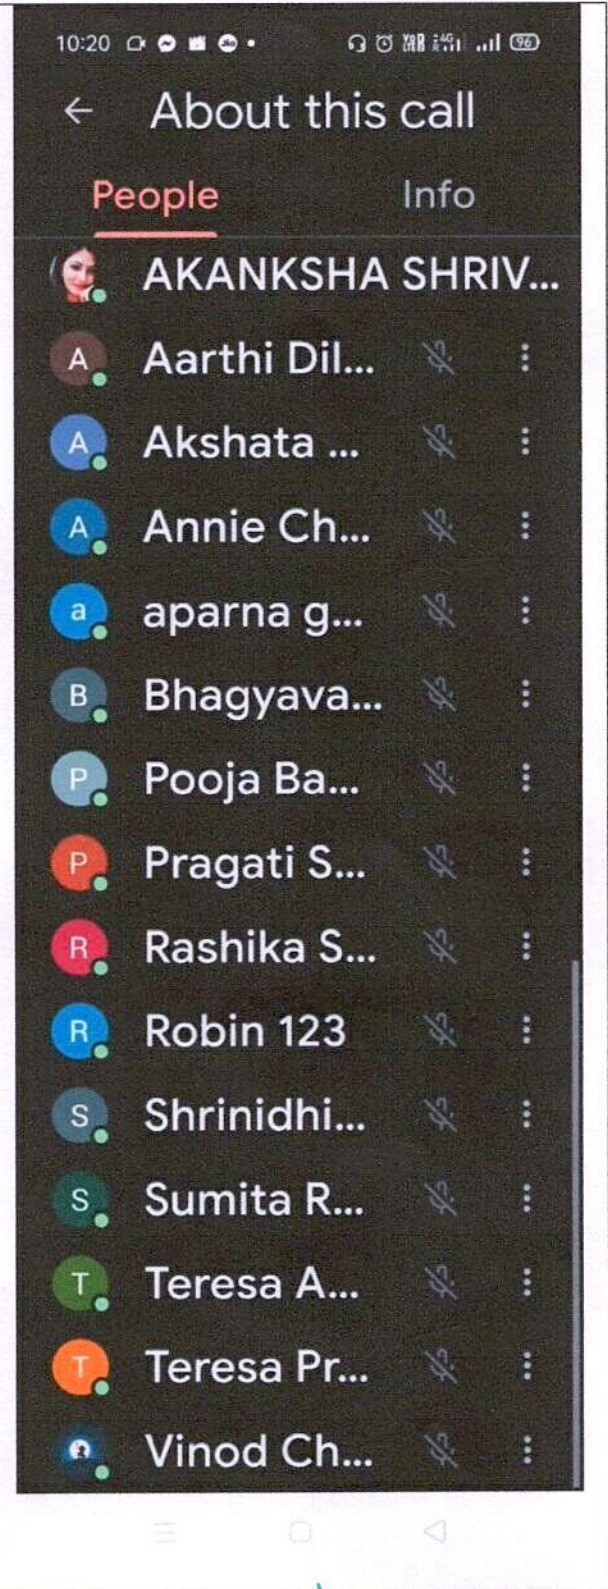 10:20
96
About this call
People Info
AKANKSHA SHRIV...
A Aarthi Dil...
A Akshata ...
A Annie Ch...
a aparna g...
B Bhagyava...
P Pooja Ba...
P Pragati S...
R Rashika S...
R Robin 123
S Shrinidhi...
S Sumita R...
T Teresa A...
T Teresa Pr...
Vinod Ch...